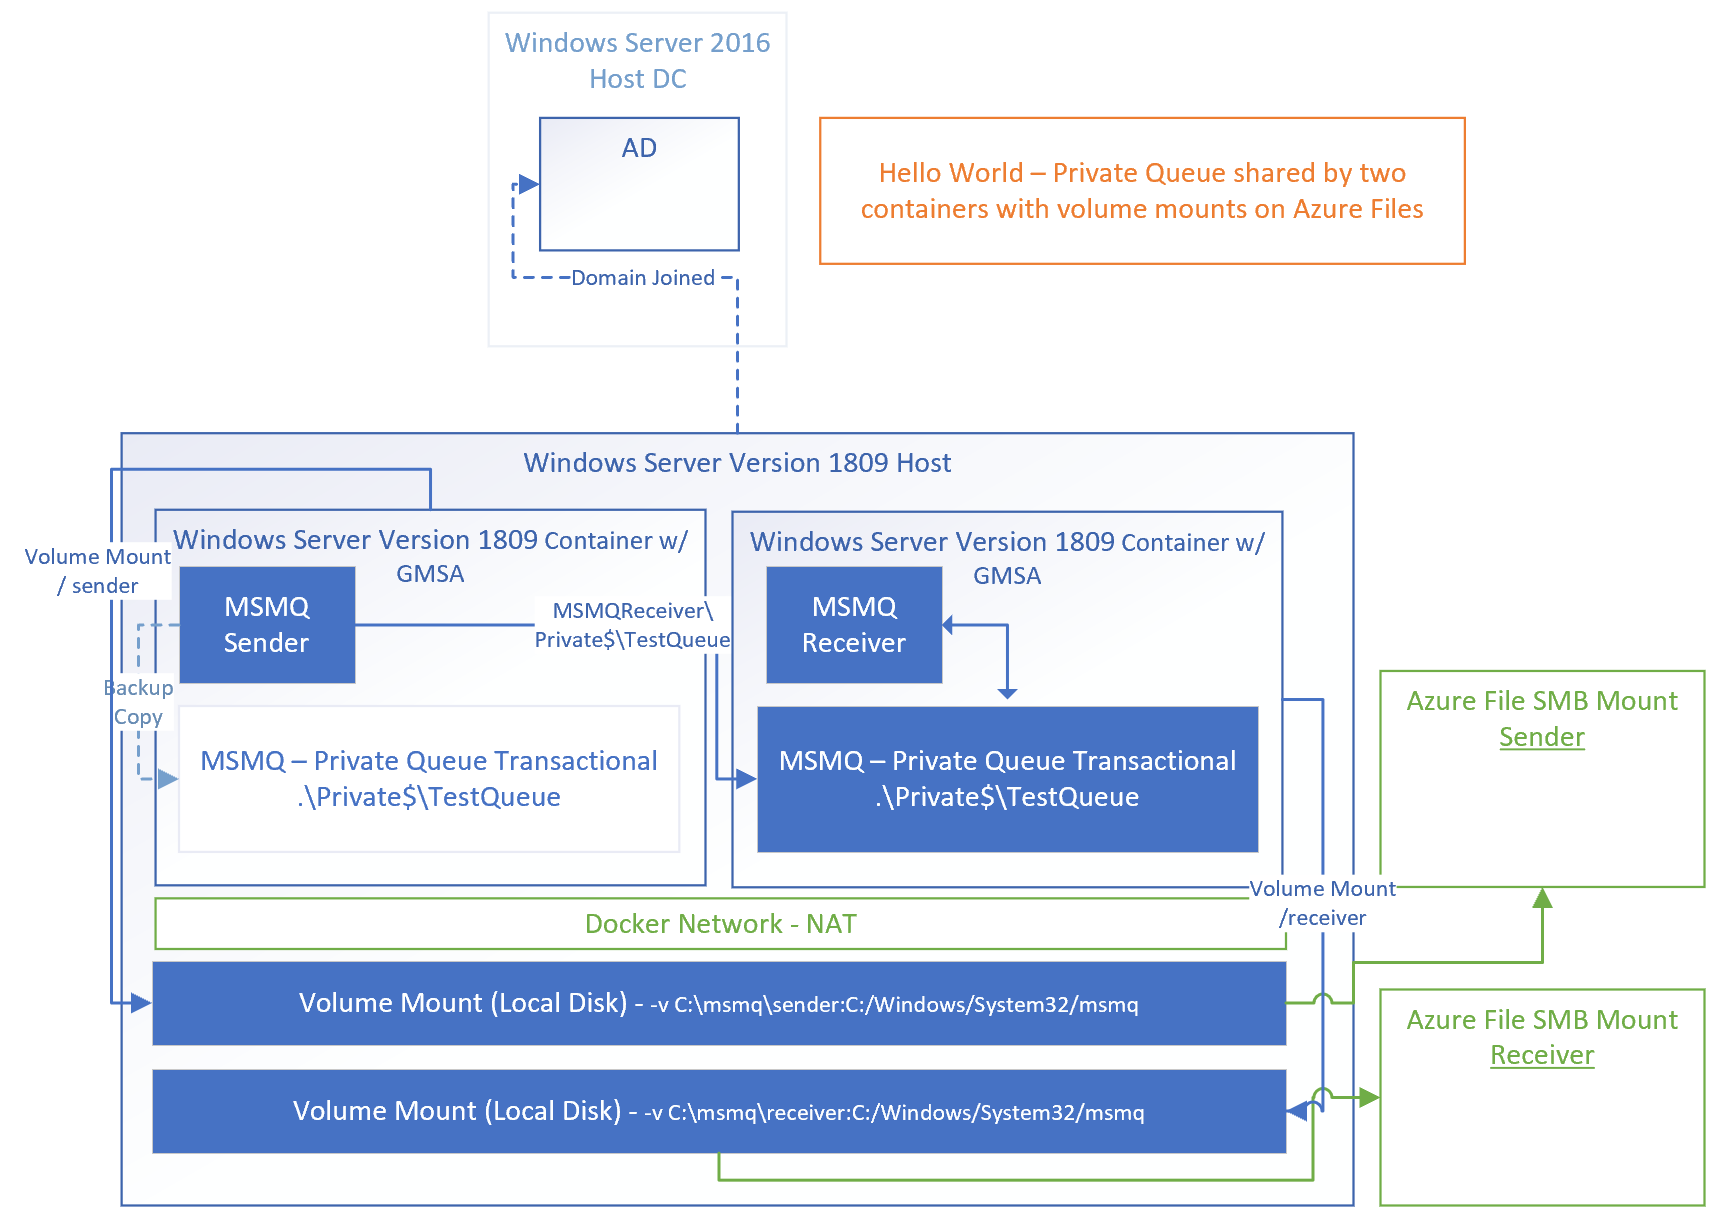 Windows Server 2016
Host DC
AD
Domain Joined
Hello World – Private Queue shared by two
containers with volume mounts on Azure Files
Windows Server Version 1809 Host
Volume Mount
/ sender
Windows Server Version 1809 Container w/
GMSA
MSMQ
Sender
MSMQReceiver\
Private$\TestQueue
Backup
Copy
MSMQ – Private Queue Transactional
.\Private$\TestQueue
Windows Server Version 1809 Container w/
GMSA
MSMQ
Receiver
MSMQ – Private Queue Transactional
.\Private$\TestQueue
Volume Mount
/receiver
Docker Network - NAT
Volume Mount (Local Disk) - -v C:\msmq\sender:C:/Windows/System32/msmq
Volume Mount (Local Disk) - -v C:\msmq\receiver:C:/Windows/System32/msmq
Azure File SMB Mount
Sender
Azure File SMB Mount
Receiver